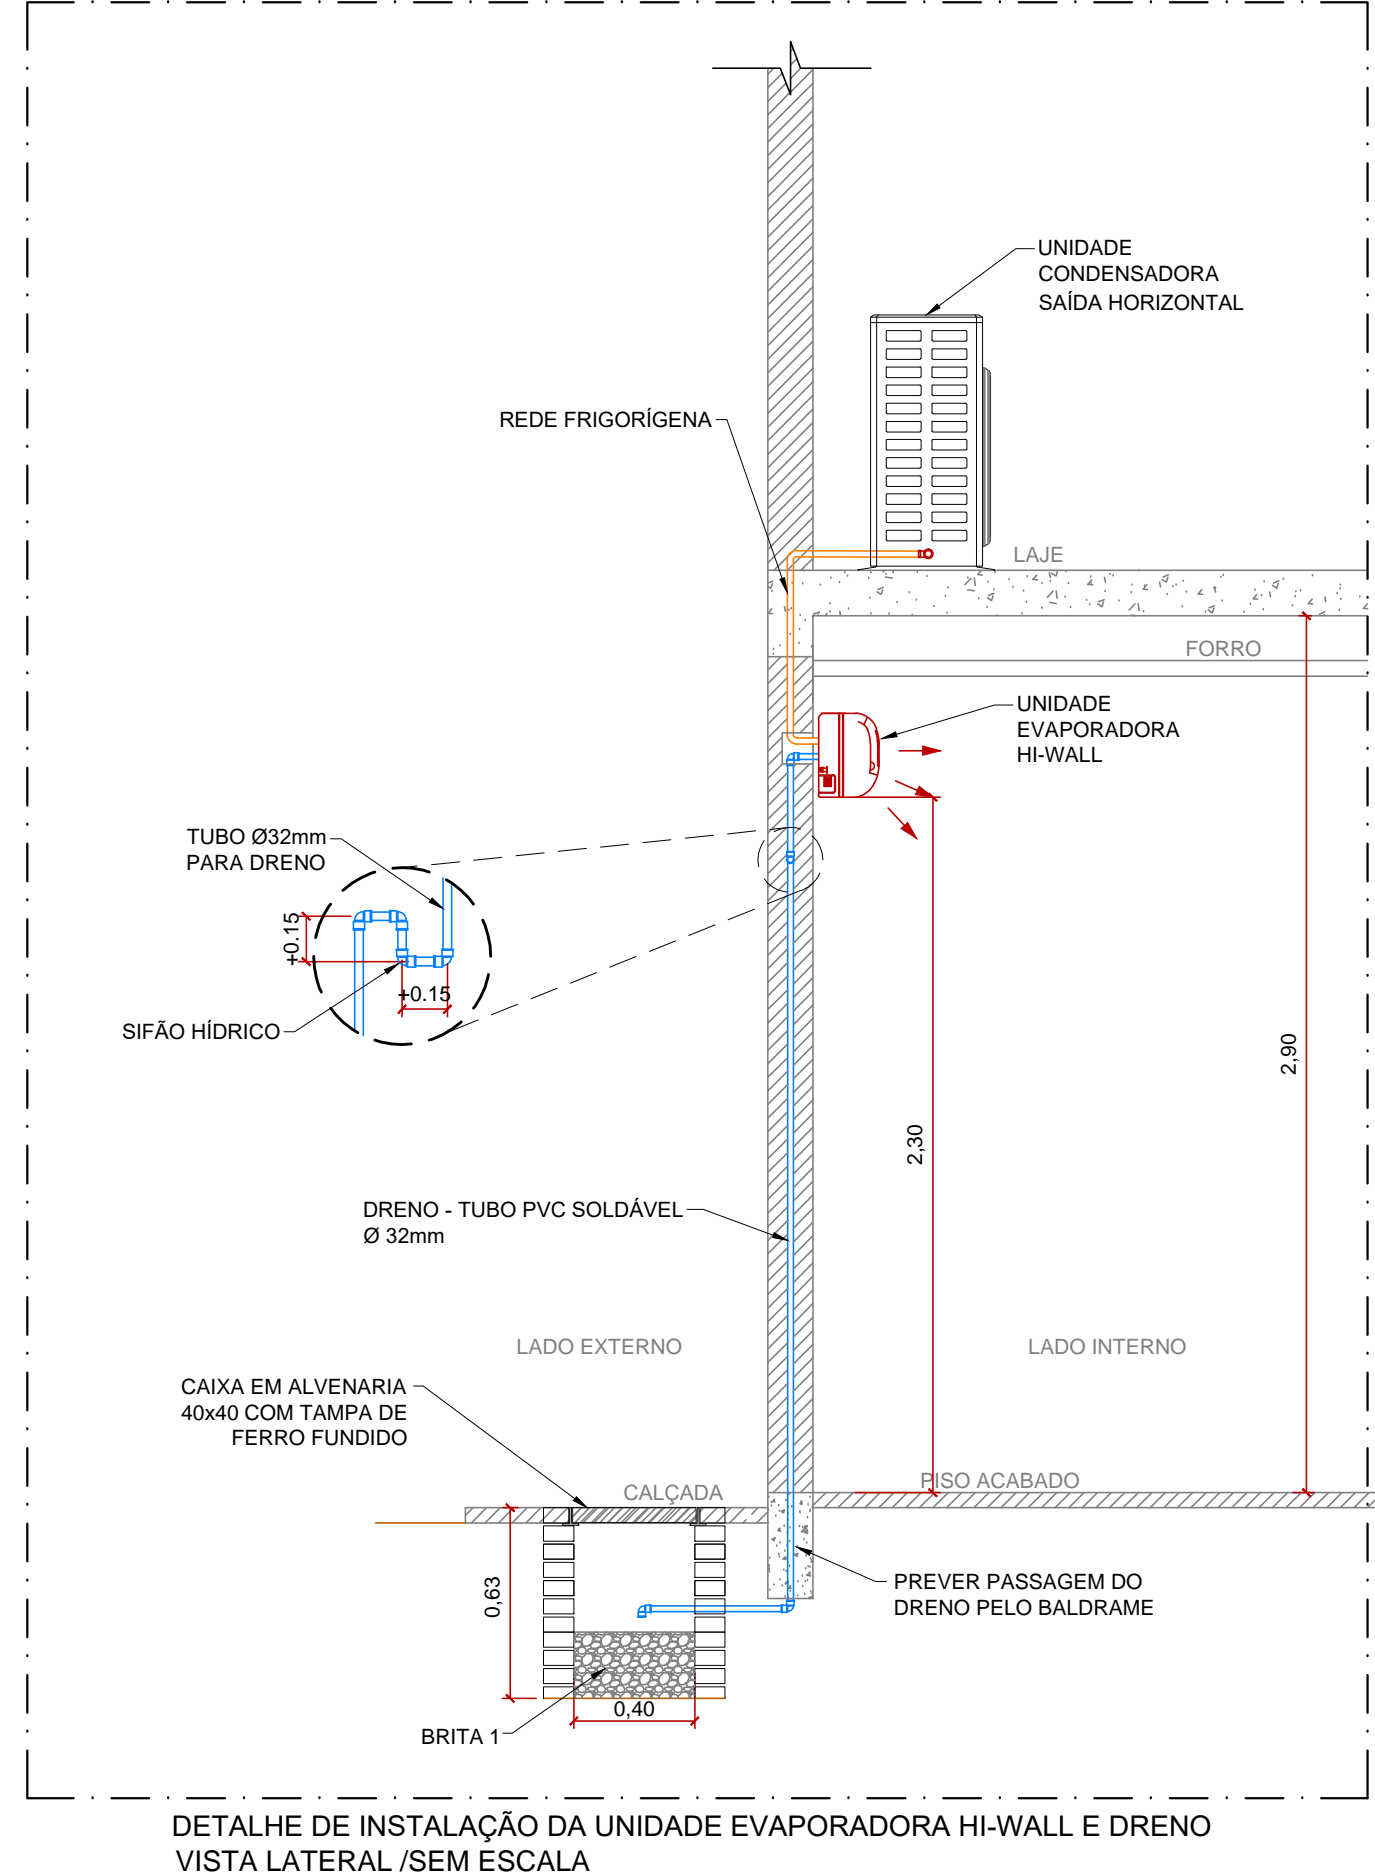 UNIDADE
CONDENSADORA
SAÍDA HORIZONTAL
REDE FRIGORÍGENA
LAJE
FORRO
UNIDADE
EVAPORADORA
HI-WALL
TUBO Ø32mm
PARA DRENO
+0.15
+0.15
SIFÃO HÍDRICO
2,90
2,30
DRENO - TUBO PVC SOLDÁVEL
Ø 32mm
LADO EXTERNO
LADO INTERNO
CAIXA EM ALVENARIA
40x40 COM TAMPA DE
FERRO FUNDIDO
CALÇADA
PISO ACABADO
0,63
PREVER PASSAGEM DO
DRENO PELO BALDRAME
0,40
BRITA 1
DETALHE DE INSTALAÇÃO DA UNIDADE EVAPORADORA HI-WALL E DRENO
VISTA LATERAL /SEM ESCALA